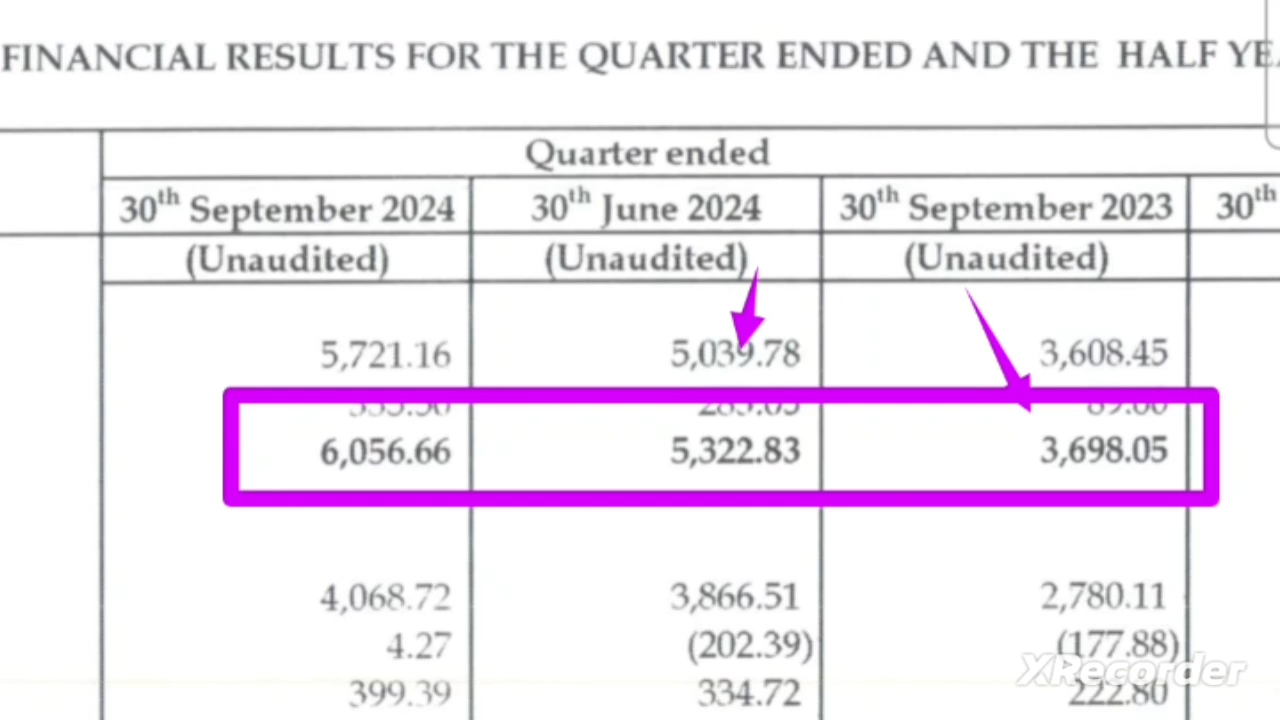 FINANCIAL RESULTS FOR THE QUARTER ENDED AND THE HALF YE
Quarter ended
30th September 2024 30th June 2024 30th September 2023 30th
(Unaudited) (Unaudited) (Unaudited)
5,721.16 5,039.78 3,608.45
6,056.66 5,322.83 3,698.05
4,068.72 3,866.51 2,780.11
4.27 (202.39) (177.88)
XRecorder
399.39 334.72 222.80